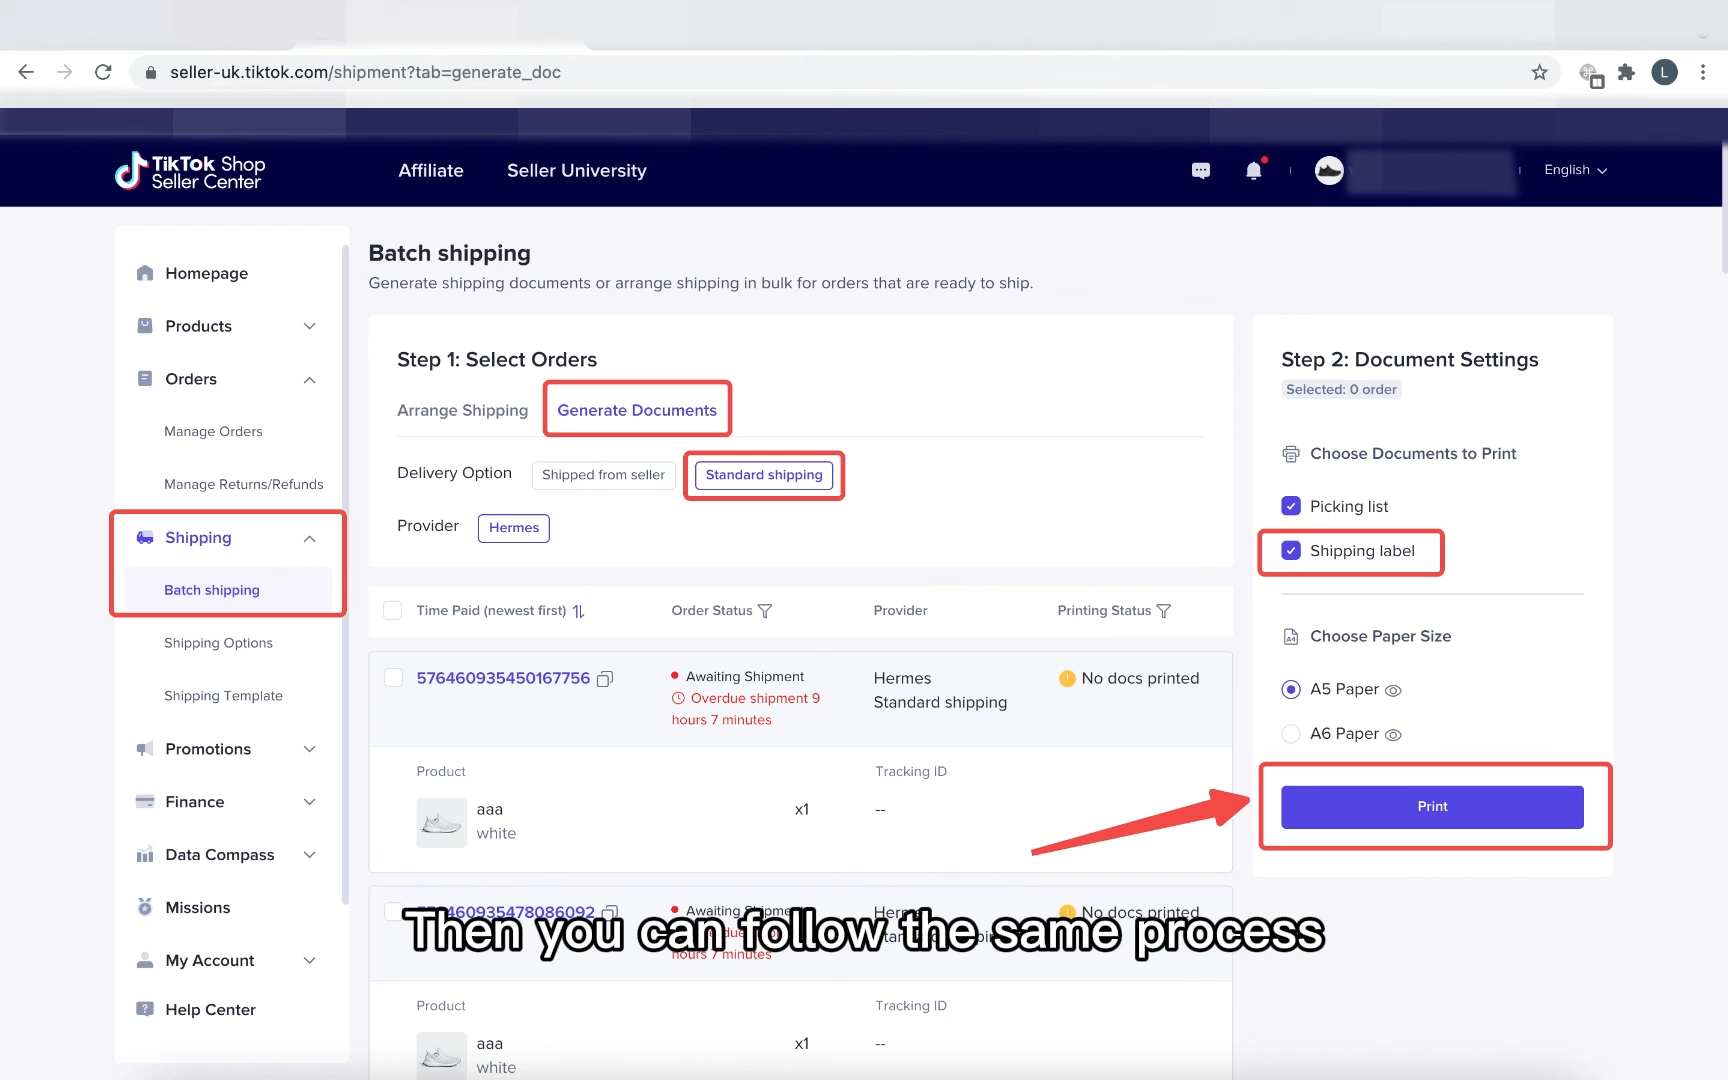 seller-uk.tiktok.com/shipment?tab=generate_doc
L
TikTok Shop
Seller Center
Affiliate
Seller University
English
Homepage
Products
Orders
Manage Orders
Manage Returns/Refunds
Shipping
Batch shipping
Shipping Options
Shipping Template
Promotions
Finance
Data Compass
Missions
My Account
Help Center
Batch shipping
Generate shipping documents or arrange shipping in bulk for orders that are ready to ship.
Step 1: Select Orders
Arrange Shipping
Generate Documents
Delivery Option
Shipped from seller
Standard shipping
Provider
Hermes
Time Paid (newest first)
Order Status
Provider
Printing Status
576460935450167756
Awaiting Shipment
Overdue shipment 9
hours 7 minutes
Hermes
Standard shipping
No docs printed
Product
Tracking ID
aaa
white
x1
--
Then you can follow the same process
No docs printed
hours 7 minutes
Product
Tracking ID
aaa
white
x1
--
Step 2: Document Settings
Selected: 0 order
Choose Documents to Print
Picking list
Shipping label
A4
Choose Paper Size
A5 Paper
A6 Paper
Print